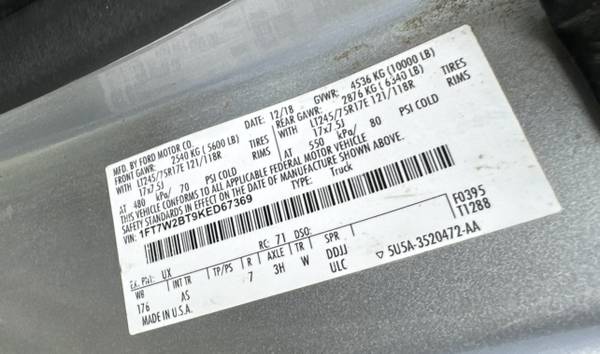 MFD. BY FORD MOTOR CO.
DATE: 12/18 GVWR: 4536 KG (10000 LB)
FRONT GAWR: 2540 KG (5600 LB) REAR GAWR: 2876 KG (6340 LB)
WITH LT245/75R17E 121/118R TIRES WITH LT245/75R17E 121/118R TIRES
17x7.5J RIMS 17x7.5J RIMS
AT 480 kPa/ 70 PSI COLD AT 550 kPa/ 80 PSI COLD
THIS VEHICLE CONFORMS TO ALL APPLICABLE FEDERAL MOTOR VEHICLE
SAFETY STANDARDS IN EFFECT ON THE DATE OF MANUFACTURE SHOWN ABOVE.
VIN: 1FT7W2BT9KED67369 TYPE: Truck
F0395
T1288
EX. PNT: UX RC: 71 DSO:
WB INT TR TP/PS R AXLE TR SPR
176 AS 7 3H W DDJJ
ULC
MADE IN U.S.A. ▽ 5U5A-3520472-AA